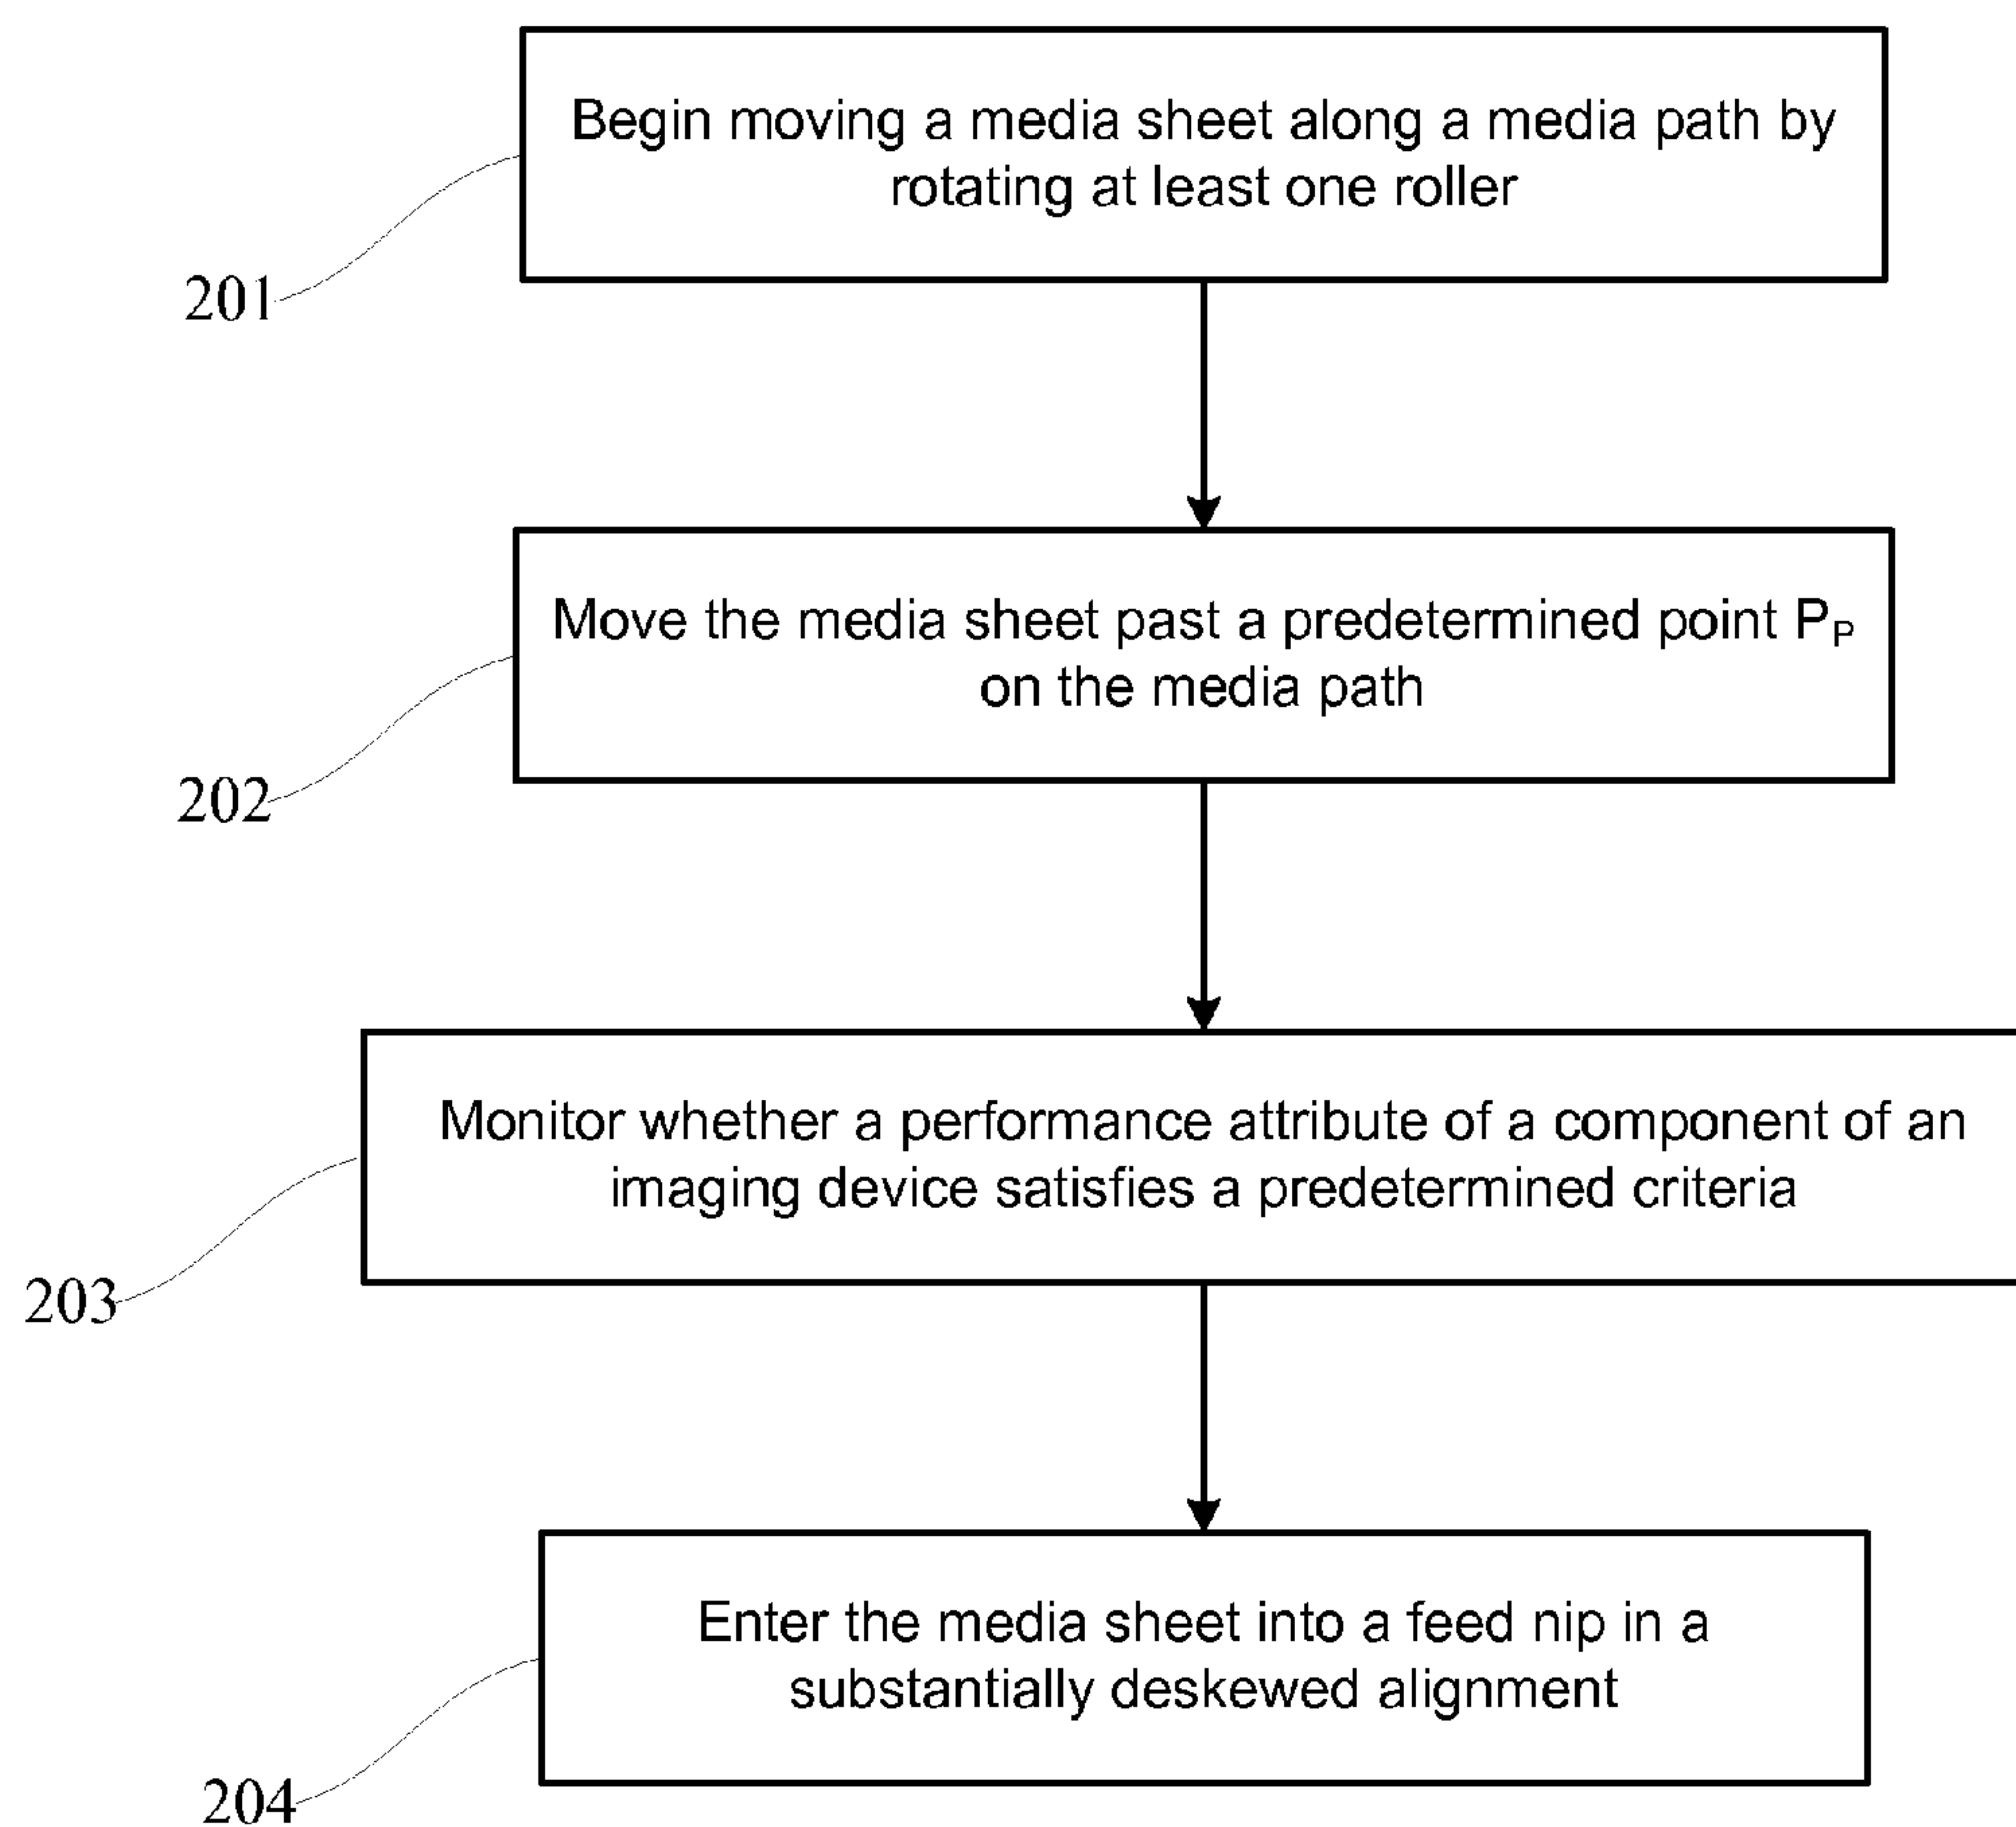 Begin moving a media sheet along a media path by
rotating at least one roller
201
Move the media sheet past a predetermined point P_P
on the media path
202
Monitor whether a performance attribute of a component of an
imaging device satisfies a predetermined criteria
203
Enter the media sheet into a feed nip in a
substantially deskewed alignment
204